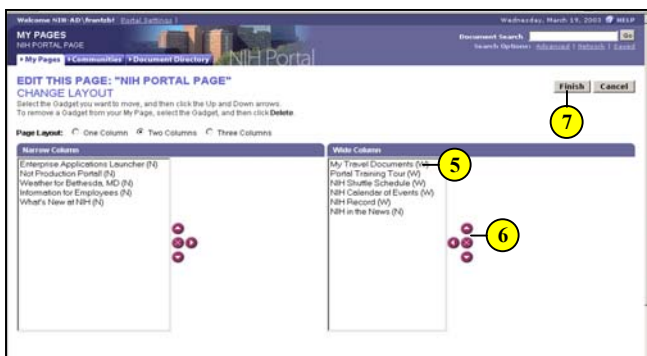 Welcome NIH-AD\frantzbf Portal Settings |
Wednesday, March 19, 2003 HELP
MY PAGES
NIH PORTAL PAGE
Document Search Go
Search Options: Advanced | Network | Saved
My Pages Communities Document Directory
NIH Portal
EDIT THIS PAGE: "NIH PORTAL PAGE"
CHANGE LAYOUT
Finish Cancel
Select the Gadget you want to move, and then click the Up and Down arrows.
To remove a Gadget from your My Page, select the Gadget, and then click Delete.
7
Page Layout: One Column Two Columns Three Columns
Narrow Column
Enterprise Applications Launcher (N)
Not Production Portal! (N)
Weather for Bethesda, MD (N)
Information for Employees (N)
What's New at NIH (N)
Wide Column
My Travel Documents (W)
Portal Training Tour (W)
NIH Shuttle Schedule (W)
NIH Calendar of Events (W)
NIH Record (W)
NIH in the News (N)
5
6